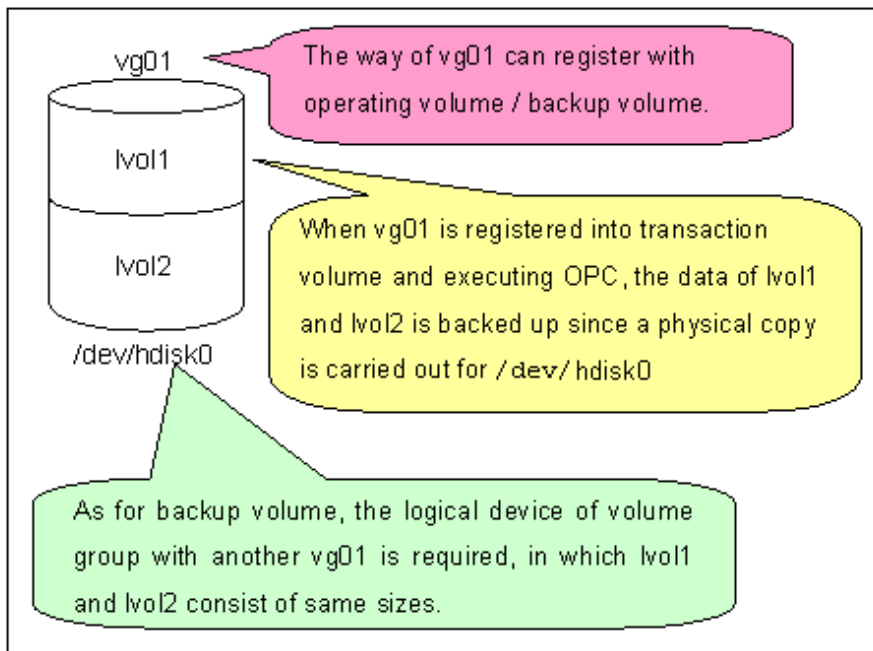 vg01
The way of vg01 can register with
operating volume / backup volume.
lvol1
lvol2
/dev/hdisk0
When vg01 is registered into transaction
volume and executing OPC, the data of lvol1
and lvol2 is backed up since a physical copy
is carried out for /dev/hdisk0
As for backup volume, the logical device of volume
group with another vg01 is required, in which lvol1
and lvol2 consist of same sizes.